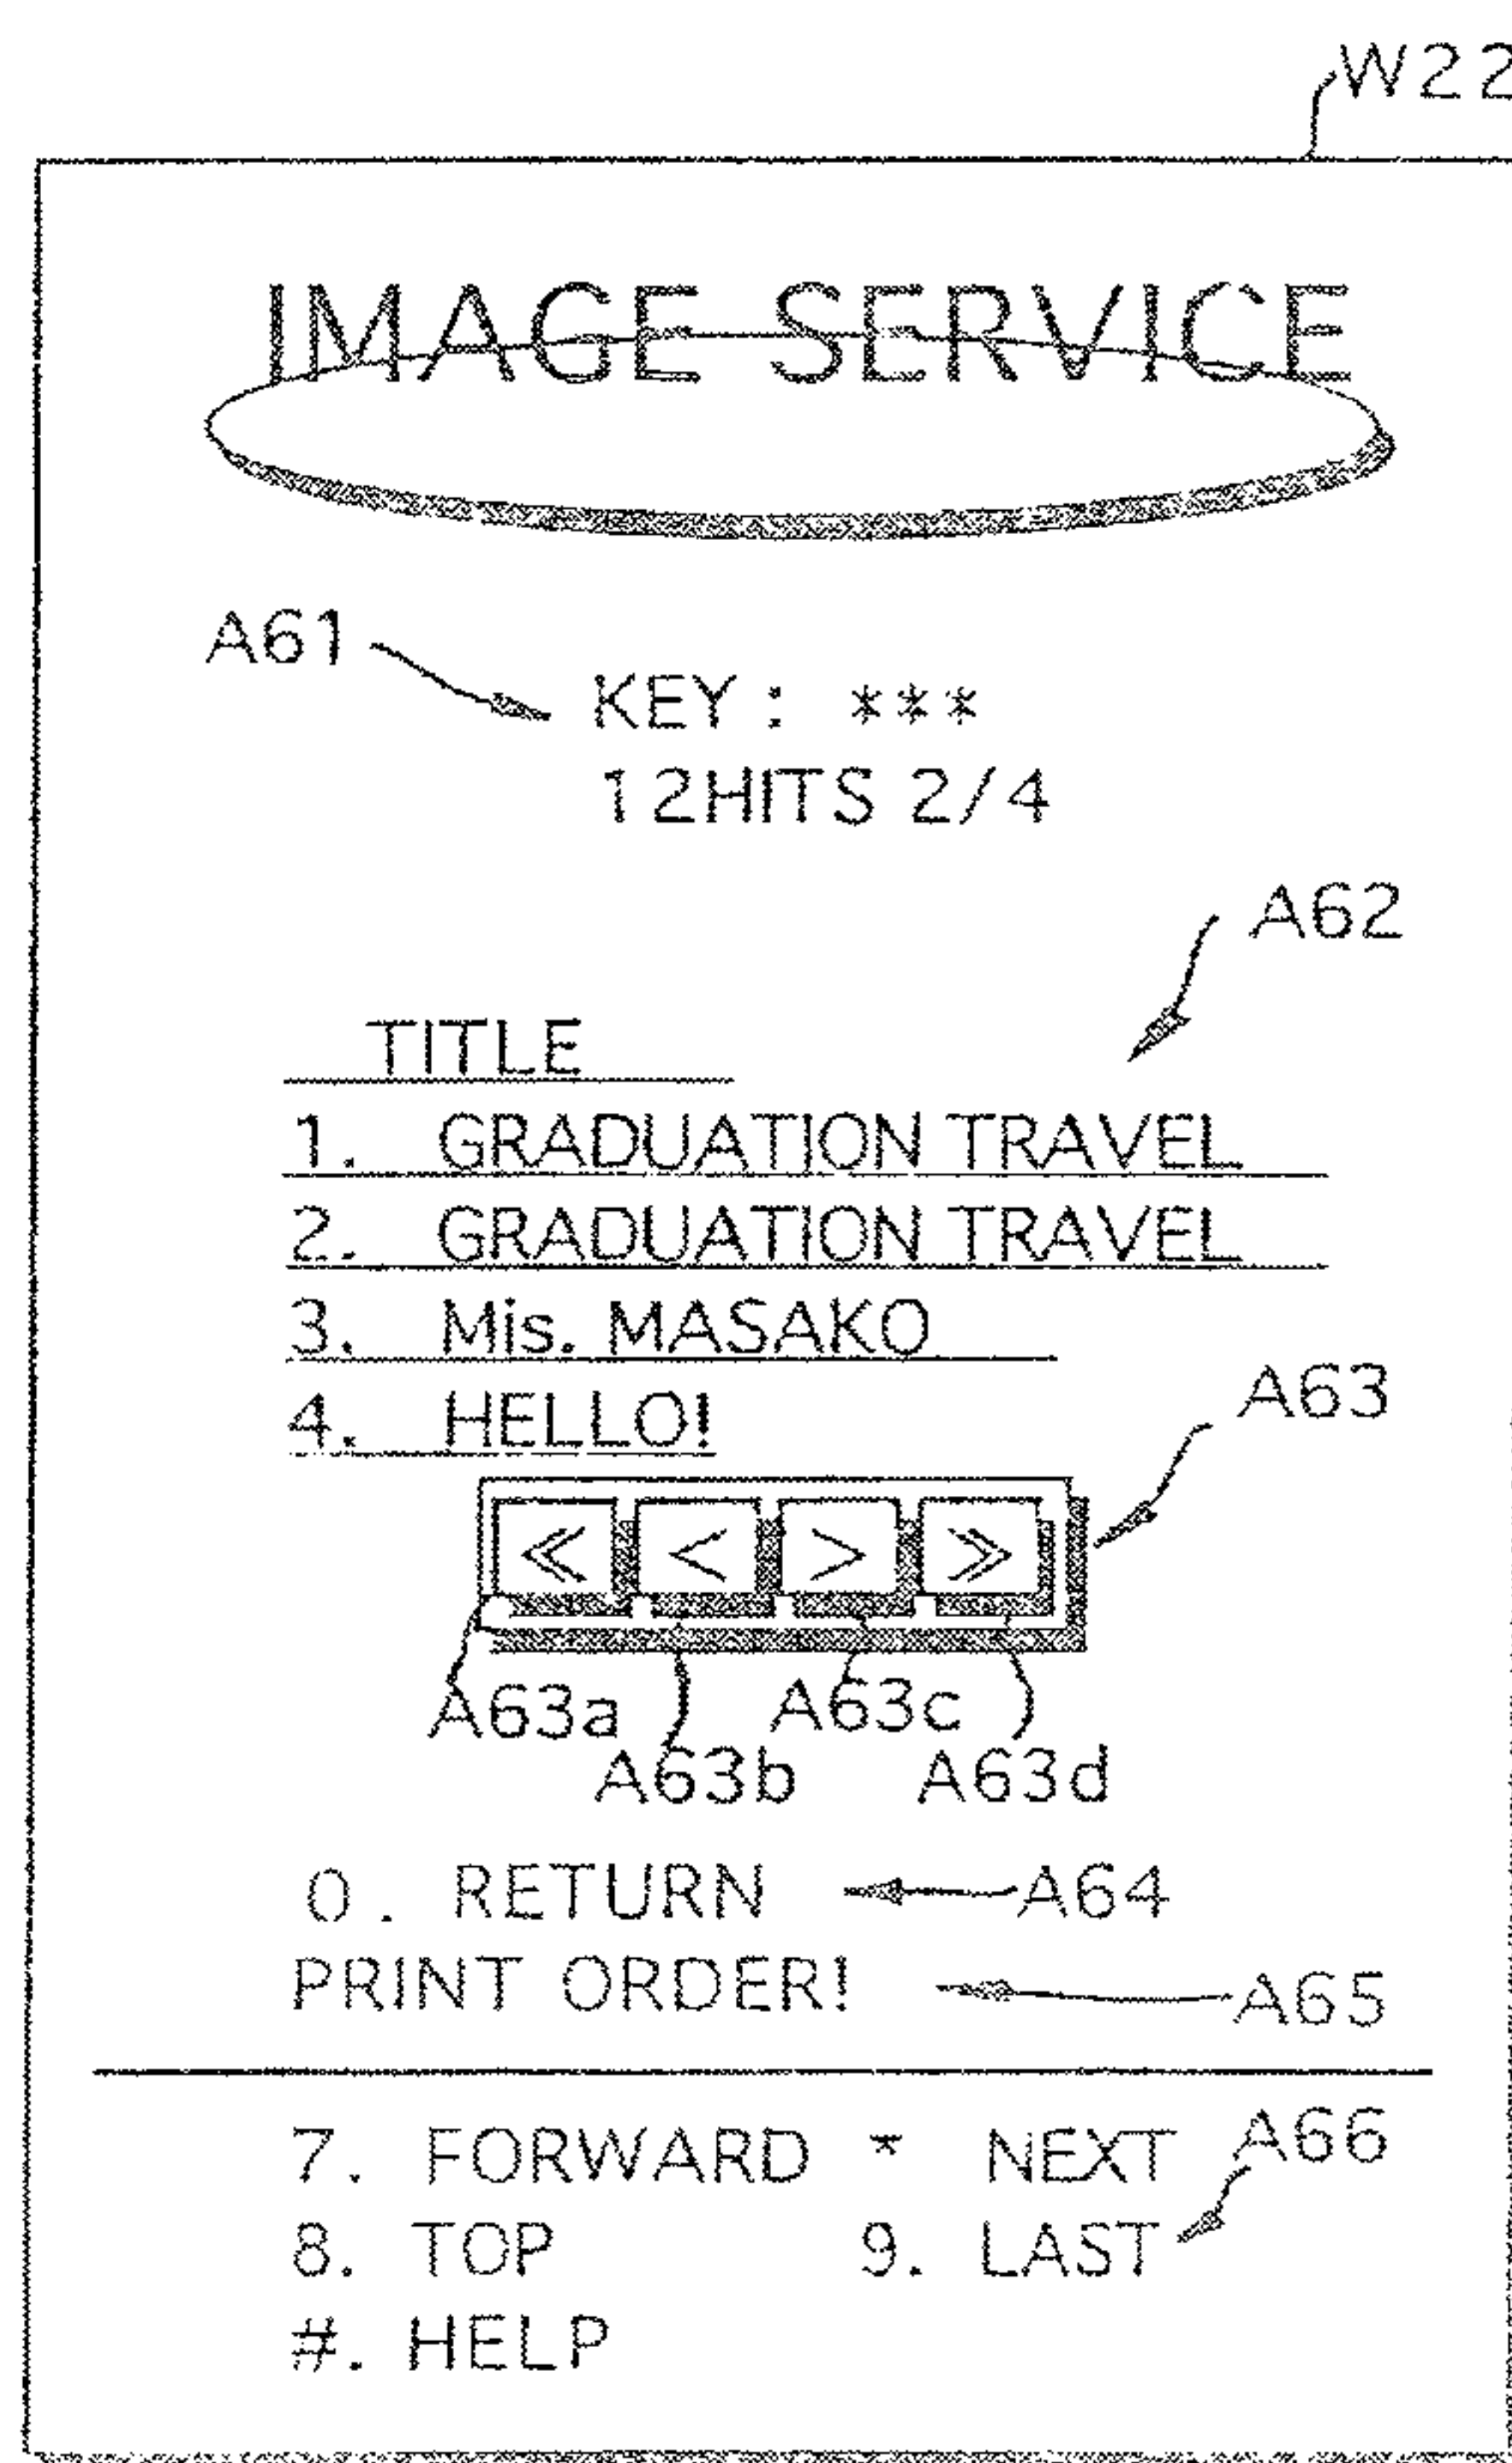 W22
IMAGE SERVICE
A61
KEY : ***
12HITS 2/4
A62
TITLE
1. GRADUATION TRAVEL
2. GRADUATION TRAVEL
3. Mis. MASAKO
4. HELLO!
A63
≪ < > ≫
A63a A63c
A63b A63d
0. RETURN A64
PRINT ORDER! A65
7. FORWARD * NEXT A66
8. TOP 9. LAST
#. HELP